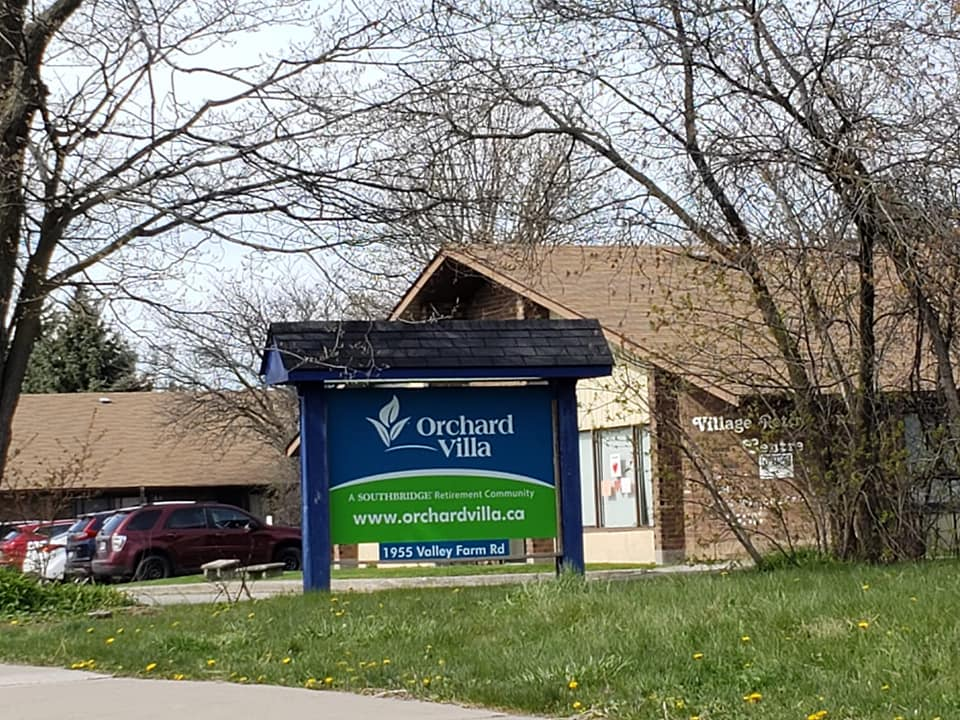 Orchard
Villa
A SOUTHBRIDGE Retirement Community
www.orchardvilla.ca
1955 Valley Farm Rd
Village
Centre